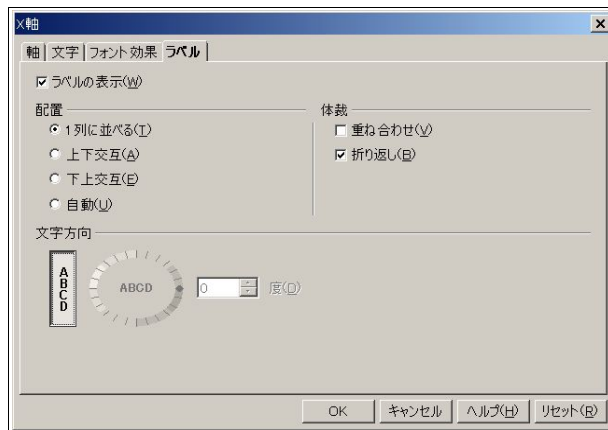 X軸
軸 文字 フォント効果 ラベル
ラベルの表示(W)
配置
1列に並べる(T)
上下交互(A)
下上交互(E)
自動(U)
体裁
重ね合わせ(V)
折り返し(B)
文字方向
ABCD
ABCD
0 度(D)
OK キャンセル ヘルプ(H) リセット(R)